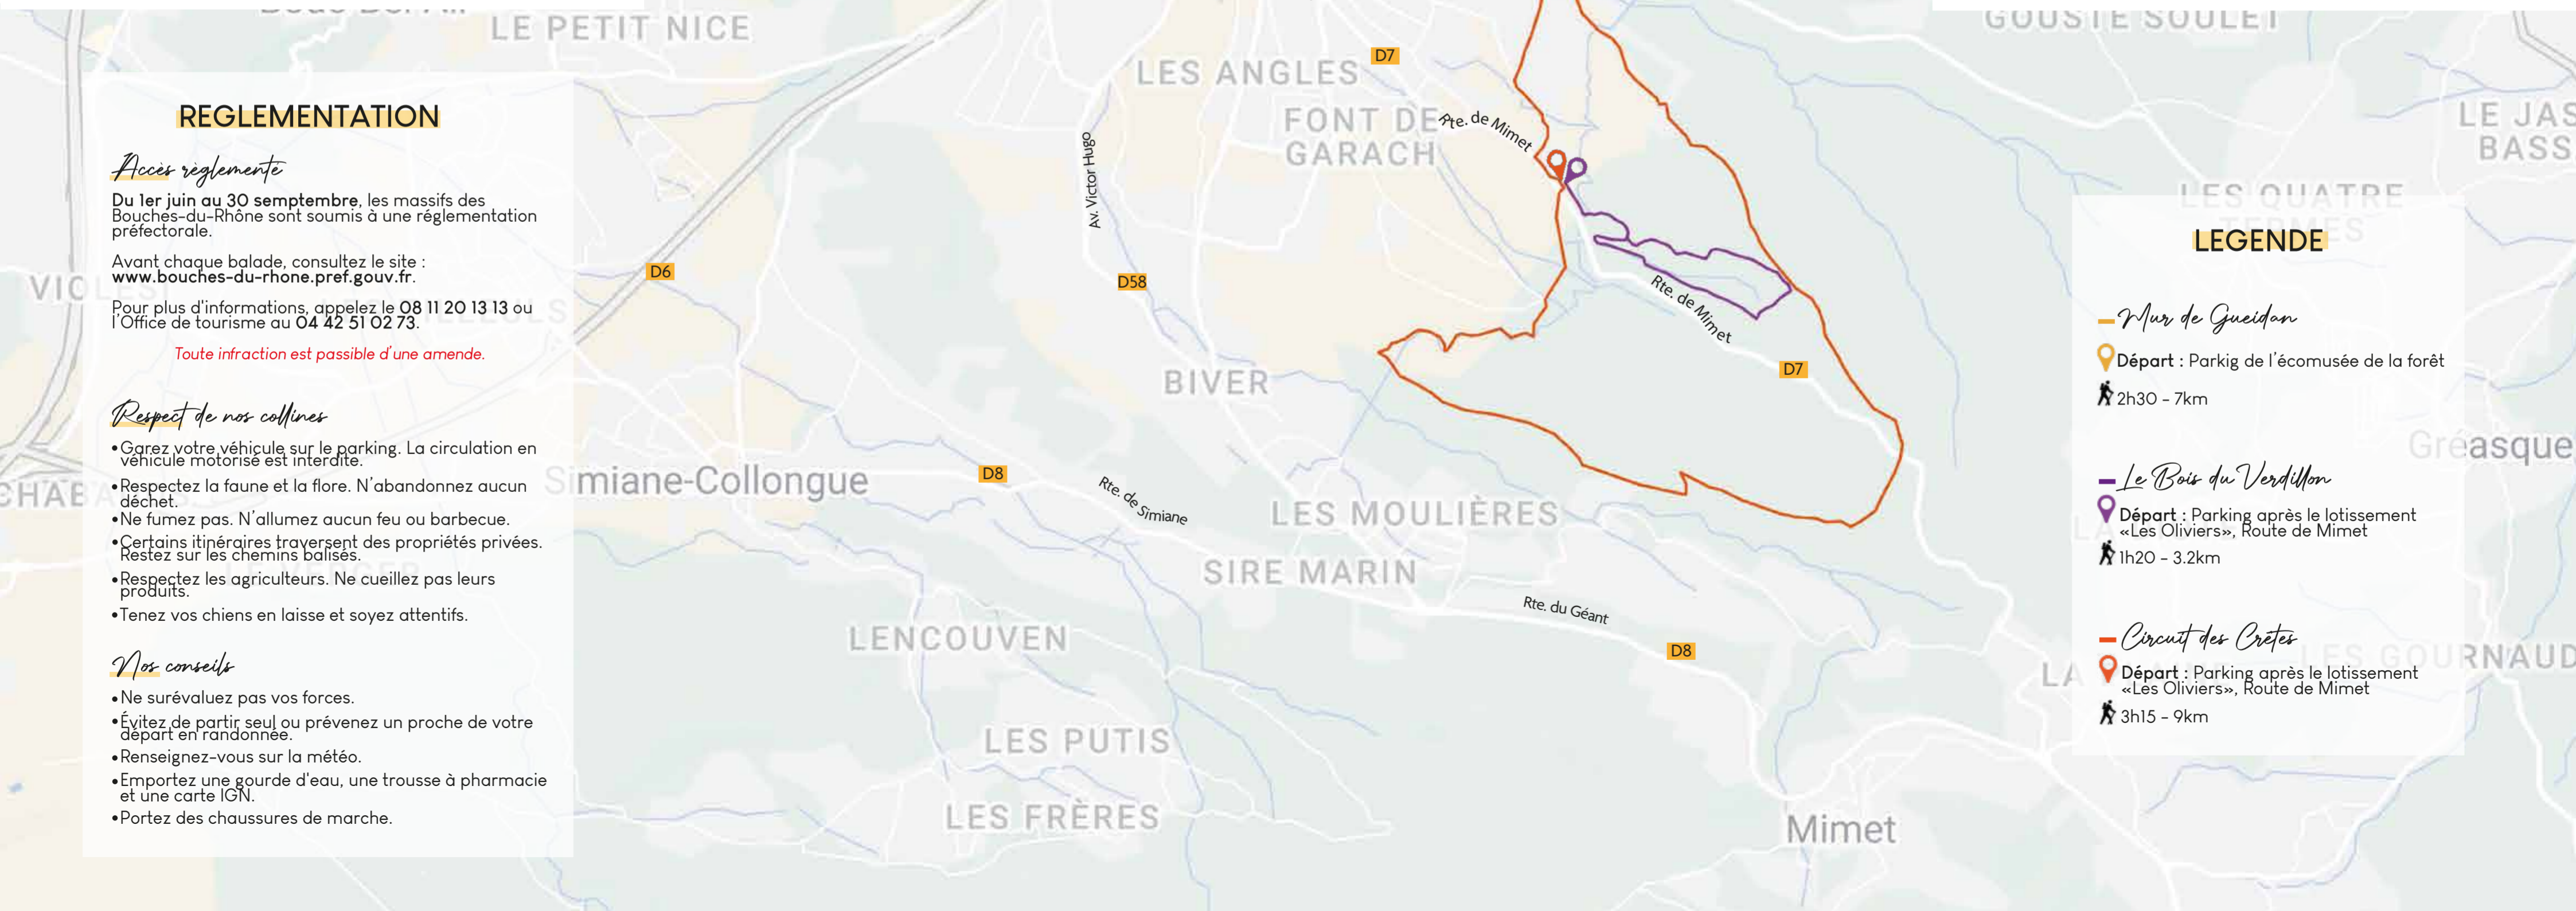 LE PETIT NICE
GOUSTE SOULET
LES ANGLES
D7
FONT DE
GARACH
Rte. de Mimet
Av. Victor Hugo
D6
D58
Rte. de Mimet
D7
BIVER
Simiane-Collongue
D8
Rte. de Simiane
LES MOULIÈRES
SIRE MARIN
Rte. du Géant
D8
LENCOUVEN
LES PUTIS
LES FRÈRES
Mimet
LE JAS
BASS
LES QUATRE
TERMES
Gréasque
REGLEMENTATION
Accès règlementé
Du 1er juin au 30 semptembre, les massifs des
Bouches-du-Rhône sont soumis à une réglementation
préfectorale.
Avant chaque balade, consultez le site :
www.bouches-du-rhone.pref.gouv.fr.
Pour plus d'informations, appelez le 08 11 20 13 13 ou
l'Office de tourisme au 04 42 51 02 73.
Toute infraction est passible d'une amende.
Respect de nos collines
•Garez votre véhicule sur le parking. La circulation en
véhicule motorisé est interdite.
•Respectez la faune et la flore. N'abandonnez aucun
déchet.
•Ne fumez pas. N'allumez aucun feu ou barbecue.
•Certains itinéraires traversent des propriétés privées.
Restez sur les chemins balisés.
•Respectez les agriculteurs. Ne cueillez pas leurs
produits.
•Tenez vos chiens en laisse et soyez attentifs.
Nos conseils
•Ne surévaluez pas vos forces.
•Évitez de partir seul ou prévenez un proche de votre
départ en randonnée.
•Renseignez-vous sur la météo.
•Emportez une gourde d'eau, une trousse à pharmacie
et une carte IGN.
•Portez des chaussures de marche.
LEGENDE
Mur de Gueidan
Départ : Parkig de l'écomusée de la forêt
2h30 - 7km
Le Bois du Verdillon
Départ : Parking après le lotissement
«Les Oliviers», Route de Mimet
1h20 - 3.2km
Circuit des Crêtes
Départ : Parking après le lotissement
«Les Oliviers», Route de Mimet
3h15 - 9km